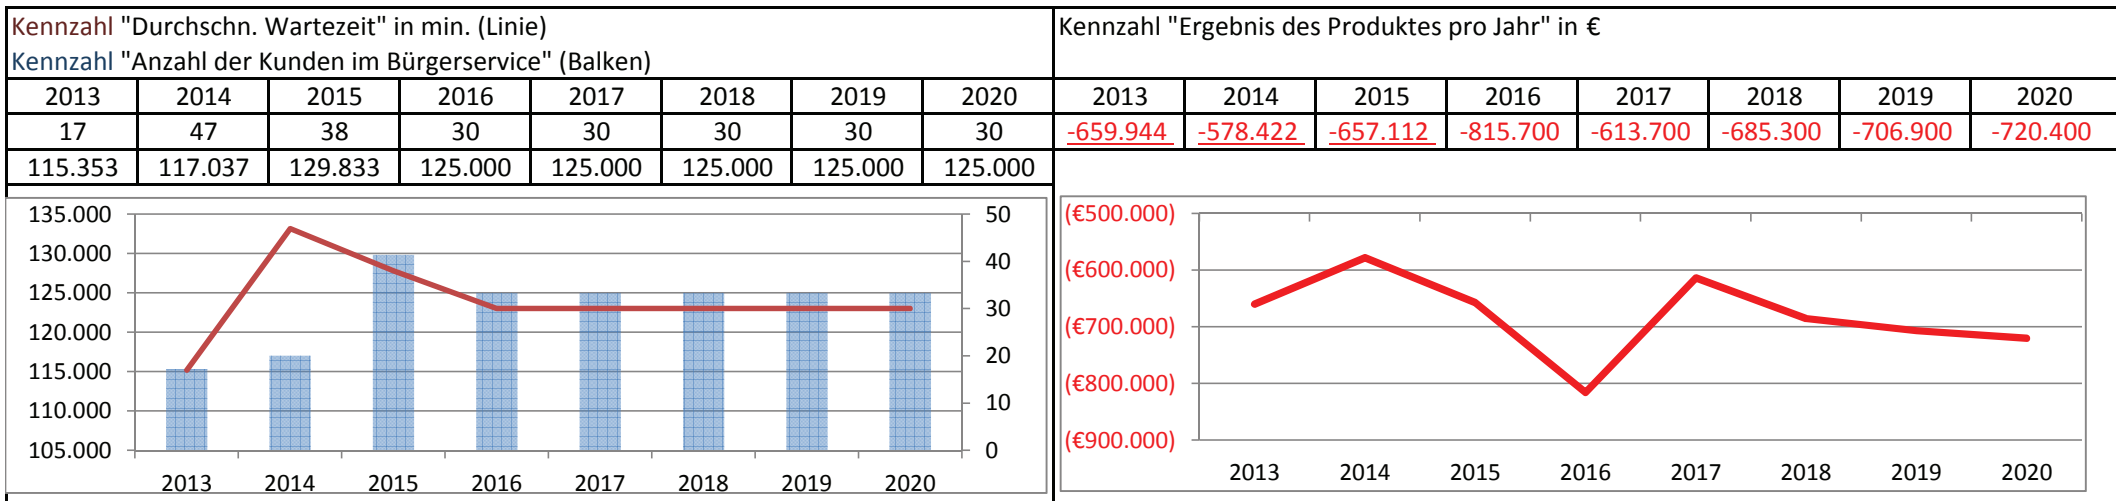 Kennzahl "Durchschn. Wartezeit" in min. (Linie)
Kennzahl "Anzahl der Kunden im Bürgerservice" (Balken)
2013 2014 2015 2016 2017 2018 2019 2020
17 47 38 30 30 30 30 30
115.353 117.037 129.833 125.000 125.000 125.000 125.000 125.000
135.000 50
130.000 40
125.000
120.000 30
115.000 20
110.000 10
105.000 0
2013 2014 2015 2016 2017 2018 2019 2020
Kennzahl "Ergebnis des Produktes pro Jahr" in €
2013 2014 2015 2016 2017 2018 2019 2020
-659.944 -578.422 -657.112 -815.700 -613.700 -685.300 -706.900 -720.400
(€500.000)
(€600.000)
(€700.000)
(€800.000)
(€900.000)
2013 2014 2015 2016 2017 2018 2019 2020